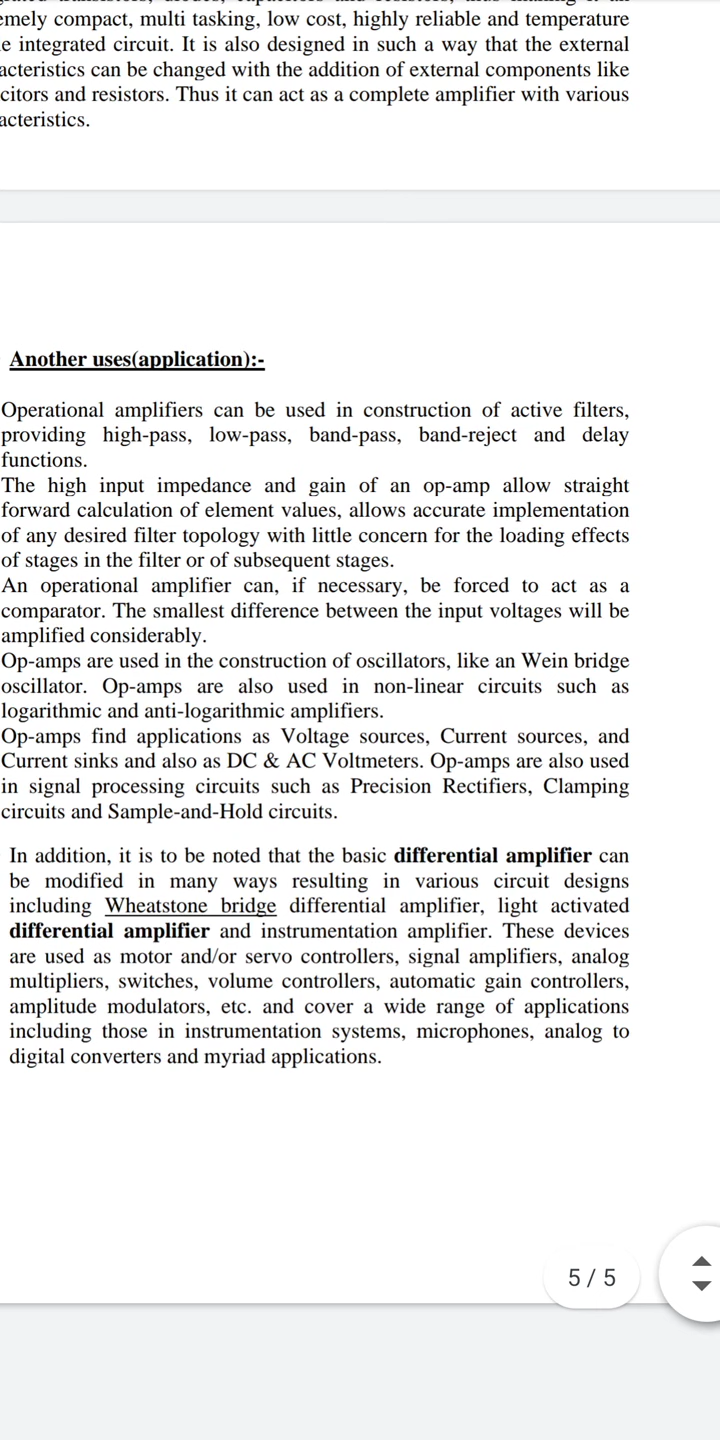 emely compact, multi tasking, low cost, highly reliable and temperature
e integrated circuit. It is also designed in such a way that the external
acteristics can be changed with the addition of external components like
citors and resistors. Thus it can act as a complete amplifier with various
acteristics.
Another uses(application):-
Operational amplifiers can be used in construction of active filters,
providing high-pass, low-pass, band-pass, band-reject and delay
functions.
The high input impedance and gain of an op-amp allow straight
forward calculation of element values, allows accurate implementation
of any desired filter topology with little concern for the loading effects
of stages in the filter or of subsequent stages.
An operational amplifier can, if necessary, be forced to act as a
comparator. The smallest difference between the input voltages will be
amplified considerably.
Op-amps are used in the construction of oscillators, like an Wein bridge
oscillator. Op-amps are also used in non-linear circuits such as
logarithmic and anti-logarithmic amplifiers.
Op-amps find applications as Voltage sources, Current sources, and
Current sinks and also as DC & AC Voltmeters. Op-amps are also used
in signal processing circuits such as Precision Rectifiers, Clamping
circuits and Sample-and-Hold circuits.
In addition, it is to be noted that the basic differential amplifier can
be modified in many ways resulting in various circuit designs
including Wheatstone bridge differential amplifier, light activated
differential amplifier and instrumentation amplifier. These devices
are used as motor and/or servo controllers, signal amplifiers, analog
multipliers, switches, volume controllers, automatic gain controllers,
amplitude modulators, etc. and cover a wide range of applications
including those in instrumentation systems, microphones, analog to
digital converters and myriad applications.
5 / 5